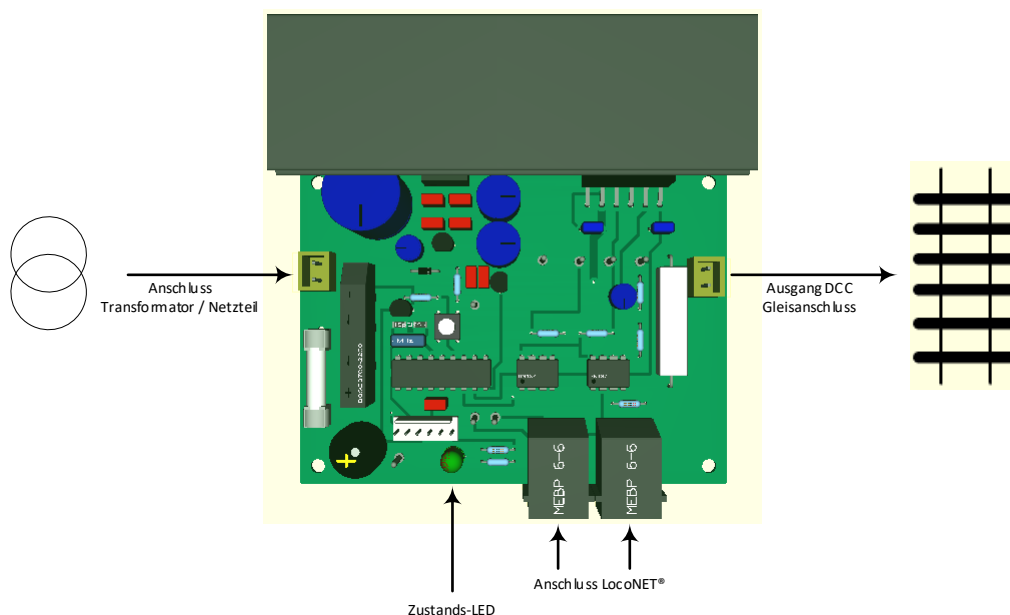 Anschluss
Transformator / Netzteil
Ausgang DCC
Gleisanschluss
+
MEBP 6-6
MEBP 6-6
Anschluss LocoNET®
Zustands-LED